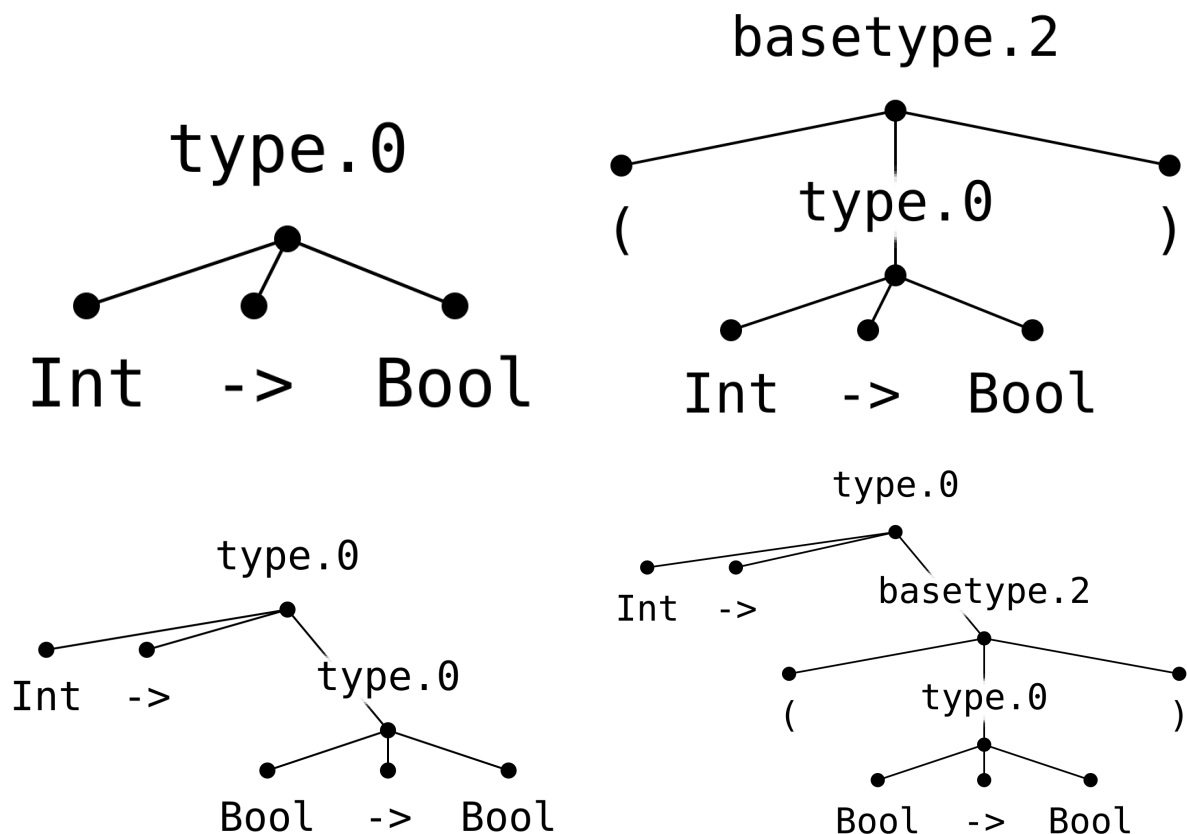 type.0
Int -> Bool
basetype.2
( type.0 )
Int -> Bool
type.0
Int ->
type.0
Bool -> Bool
type.0
basetype.2
Int ->
type.0
( )
Bool -> Bool